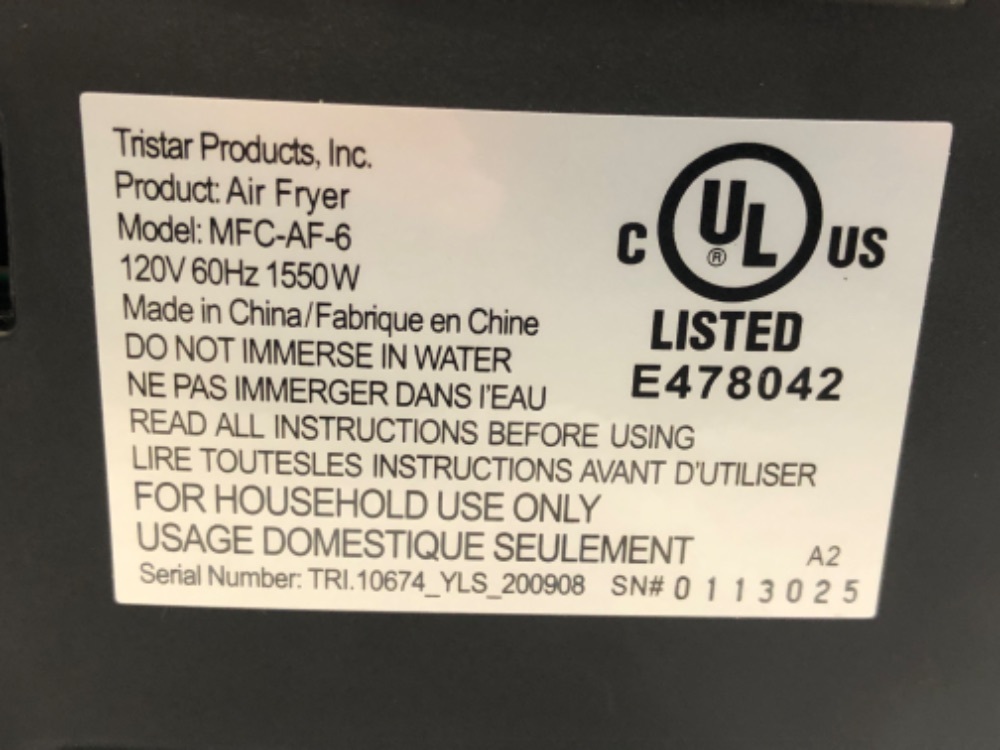 Tristar Products, Inc.
Product: Air Fryer
Model: MFC-AF-6
120V 60Hz 1550W
Made in China/Fabrique en Chine
DO NOT IMMERSE IN WATER
NE PAS IMMERGER DANS l'EAU
READ ALL INSTRUCTIONS BEFORE USING
LIRE TOUTESLES INSTRUCTIONS AVANT D'UTILISER
FOR HOUSEHOLD USE ONLY
USAGE DOMESTIQUE SEULEMENT
Serial Number: TRI.10674_YLS_200908 SN# 0113025
C UL ® US
LISTED
E478042
A2